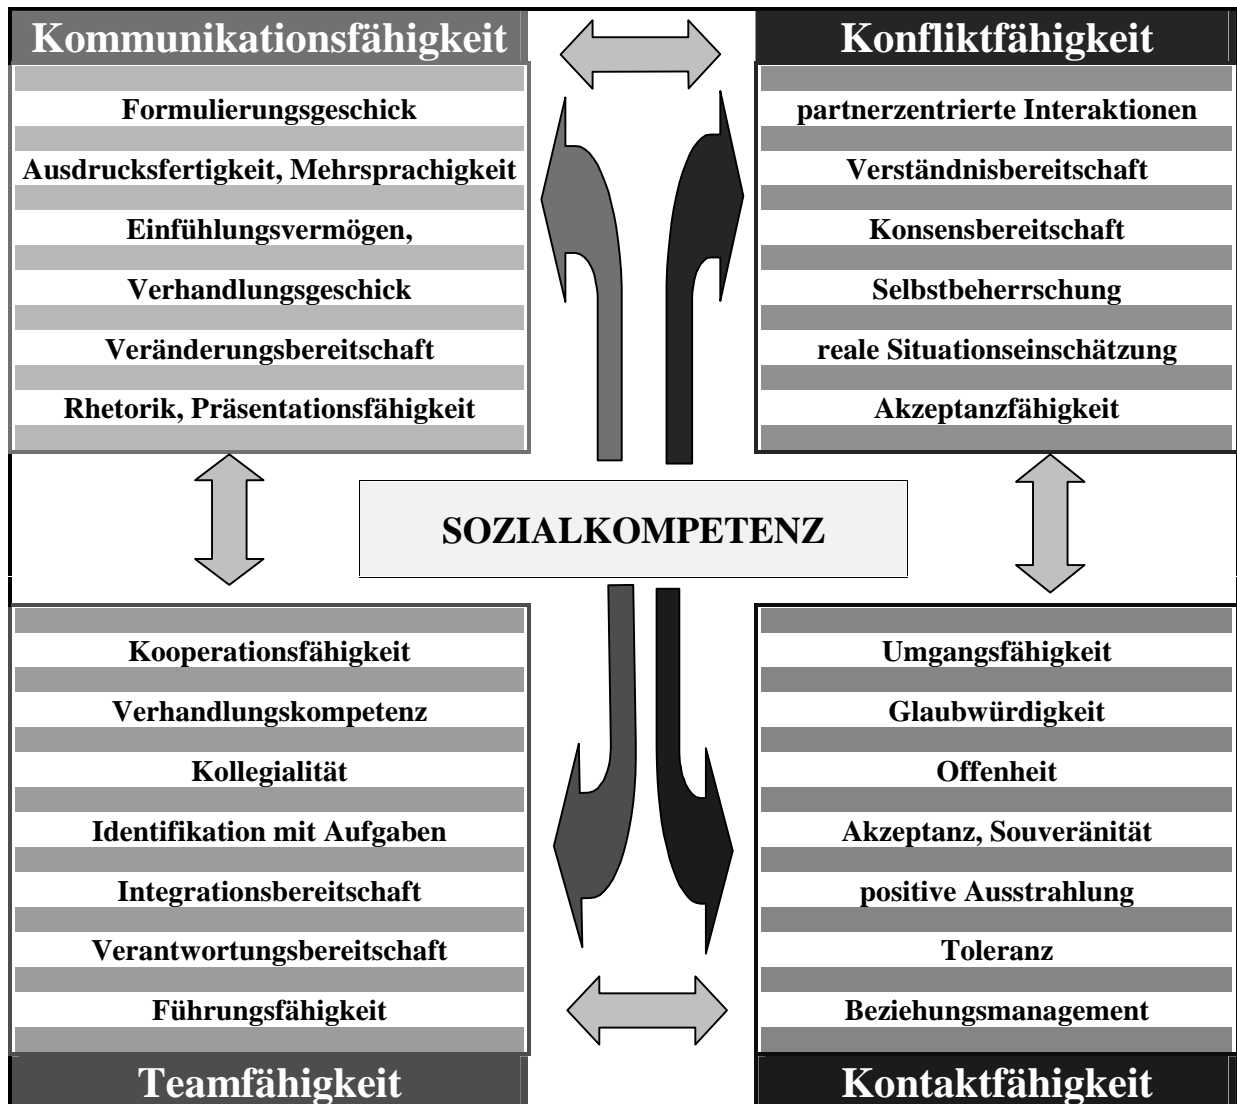 Kommunikationsfähigkeit
Formulierungsgeschick
Ausdrucksfertigkeit, Mehrsprachigkeit
Einfühlungsvermögen,
Verhandlungsgeschick
Veränderungsbereitschaft
Rhetorik, Präsentationsfähigkeit
Konfliktfähigkeit
partnerzentrierte Interaktionen
Verständnisbereitschaft
Konsensbereitschaft
Selbstbeherrschung
reale Situationseinschätzung
Akzeptanzfähigkeit
SOZIALKOMPETENZ
Kooperationsfähigkeit
Verhandlungskompetenz
Kollegialität
Identifikation mit Aufgaben
Integrationsbereitschaft
Verantwortungsbereitschaft
Führungsfähigkeit
Teamfähigkeit
Umgangsfähigkeit
Glaubwürdigkeit
Offenheit
Akzeptanz, Souveränität
positive Ausstrahlung
Toleranz
Beziehungsmanagement
Kontaktfähigkeit